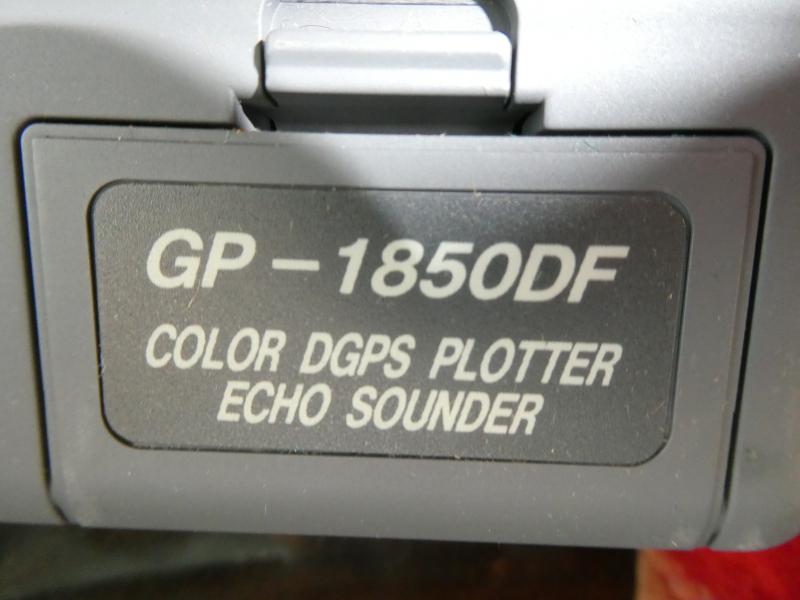 GP-1850DF
COLOR DGPS PLOTTER
ECHO SOUNDER